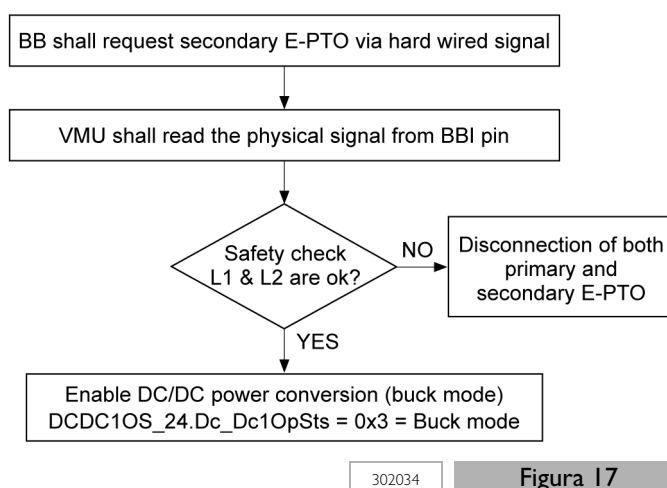 BB shall request secondary E-PTO via hard wired signal
VMU shall read the physical signal from BBI pin
Safety check
L1 & L2 are ok?
NO
Disconnection of both
primary and
secondary E-PTO
YES
Enable DC/DC power conversion (buck mode)
DCDC1OS_24.Dc_Dc1OpSts = 0x3 = Buck mode
302034
Figura 17